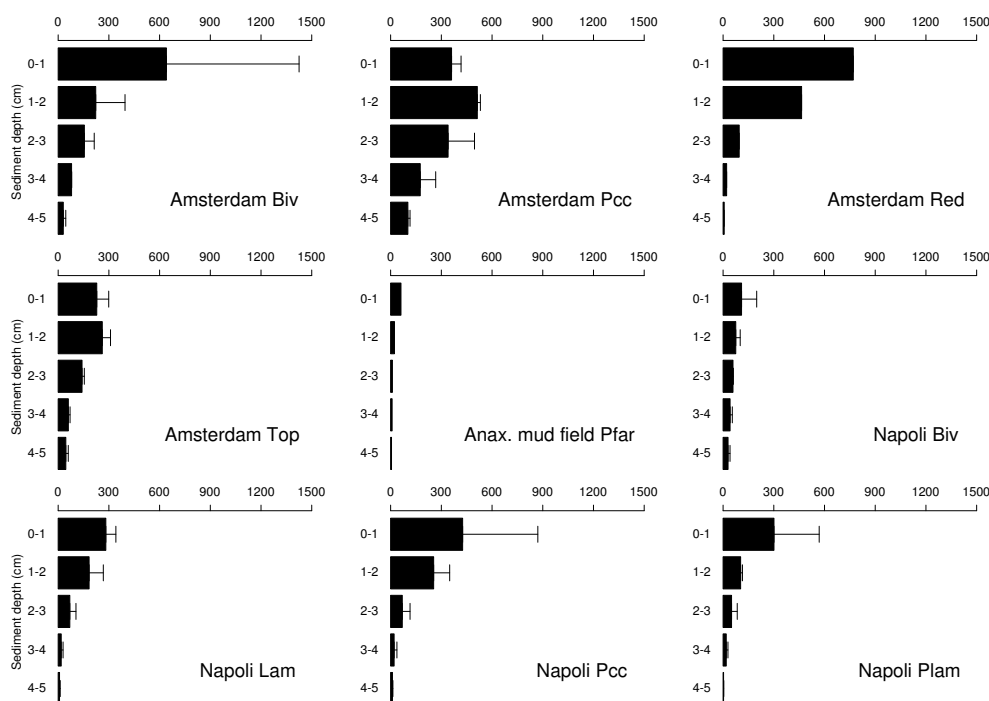 0 300 600 900 1200 1500 0 300 600 900 1200 1500 0 300 600 900 1200 1500
Sediment depth (cm)
0-1 0-1 0-1
1-2 1-2 1-2
2-3 2-3 2-3
3-4 3-4 3-4
Amsterdam Biv Amsterdam Pcc Amsterdam Red
4-5 4-5 4-5
0 300 600 900 1200 1500 0 300 600 900 1200 1500 0 300 600 900 1200 1500
Sediment depth (cm)
0-1 0-1 0-1
1-2 1-2 1-2
2-3 2-3 2-3
3-4 3-4 3-4
Amsterdam Top Anax. mud field Pfar Napoli Biv
4-5 4-5 4-5
0 300 600 900 1200 1500 0 300 600 900 1200 1500 0 300 600 900 1200 1500
Sediment depth (cm)
0-1 0-1 0-1
1-2 1-2 1-2
2-3 2-3 2-3
3-4 3-4 3-4
Napoli Lam Napoli Pcc Napoli Plam
4-5 4-5 4-5